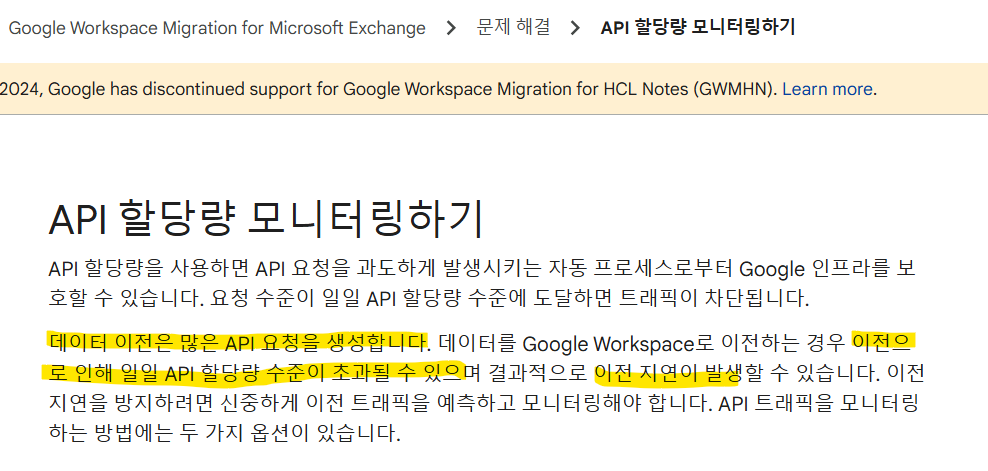 Google Workspace Migration for Microsoft Exchange > 문제 해결 > API 할당량 모니터링하기
2024, Google has discontinued support for Google Workspace Migration for HCL Notes (GWMHN). Learn more.
API 할당량 모니터링하기
API 할당량을 사용하면 API 요청을 과도하게 발생시키는 자동 프로세스로부터 Google 인프라를 보
호할 수 있습니다. 요청 수준이 일일 API 할당량 수준에 도달하면 트래픽이 차단됩니다.
데이터 이전은 많은 API 요청을 생성합니다. 데이터를 Google Workspace로 이전하는 경우 이전으
로 인해 일일 API 할당량 수준이 초과될 수 있으며 결과적으로 이전 지연이 발생할 수 있습니다. 이전
지연을 방지하려면 신중하게 이전 트래픽을 예측하고 모니터링해야 합니다. API 트래픽을 모니터링
하는 방법에는 두 가지 옵션이 있습니다.